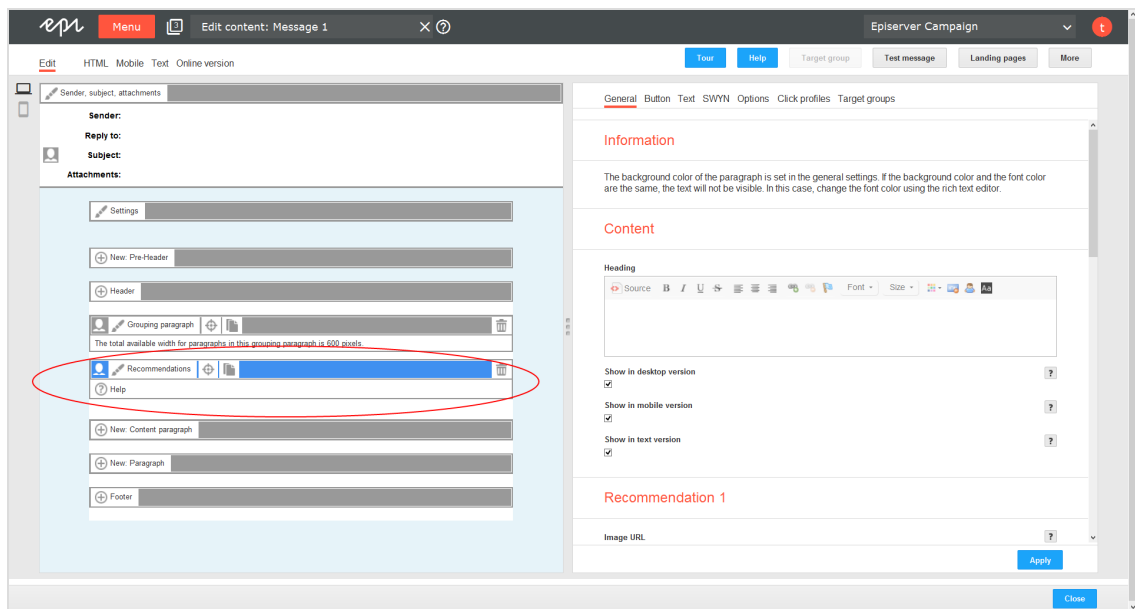 epi Menu 3 Edit content: Message 1 Episerver Campaign t
Edit HTML Mobile Text Online version Tour Help Target group Test message Landing pages More
Sender, subject, attachments
Sender:
Reply to:
Subject:
Attachments:
Settings
New: Pre-Header
Header
Grouping paragraph
The total available width for paragraphs in this grouping paragraph is 600 pixels.
Recommendations
Help
New: Content paragraph
New: Paragraph
Footer
General Button Text SWYN Options Click profiles Target groups
Information
The background color of the paragraph is set in the general settings. If the background color and the font color
are the same, the text will not be visible. In this case, change the font color using the rich text editor.
Content
Heading
Source B I U S Font Size Aa
Show in desktop version ?
Show in mobile version ?
Show in text version ?
Recommendation 1
Image URL ?
Apply
Close